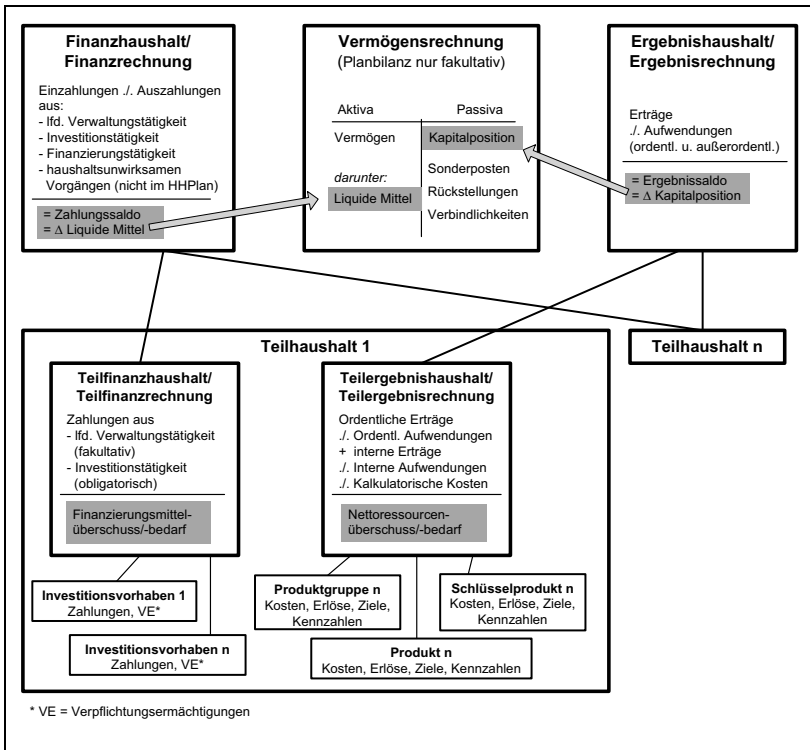 Finanzhaushalt/
Finanzrechnung
Einzahlungen ./. Auszahlungen
aus:
- lfd. Verwaltungstätigkeit
- Investitionstätigkeit
- Finanzierungstätigkeit
- haushaltsunwirksamen
Vorgängen (nicht im HHPlan)
= Zahlungssaldo
= Δ Liquide Mittel
Vermögensrechnung
(Planbilanz nur fakultativ)
Aktiva Passiva
Vermögen Kapitalposition
darunter: Sonderposten
Liquide Mittel Rückstellungen
Verbindlichkeiten
Ergebnishaushalt/
Ergebnisrechnung
Erträge
./. Aufwendungen
(ordentl. u. außerordentl.)
= Ergebnissaldo
= Δ Kapitalposition
Teilhaushalt 1
Teilhaushalt n
Teilfinanzhaushalt/
Teilfinanzrechnung
Zahlungen aus
- lfd. Verwaltungstätigkeit
(fakultativ)
- Investitionstätigkeit
(obligatorisch)
Finanzierungsmittel-
überschuss/-bedarf
Teilergebnishaushalt/
Teilergebnisrechnung
Ordentliche Erträge
./. Ordentl. Aufwendungen
+ interne Erträge
./. Interne Aufwendungen
./. Kalkulatorische Kosten
Nettoressourcen-
überschuss/-bedarf
Investitionsvorhaben 1
Zahlungen, VE*
Investitionsvorhaben n
Zahlungen, VE*
Produktgruppe n
Kosten, Erlöse, Ziele,
Kennzahlen
Schlüsselprodukt n
Kosten, Erlöse, Ziele,
Kennzahlen
Produkt n
Kosten, Erlöse, Ziele, Kennzahlen
* VE = Verpflichtungsermächtigungen